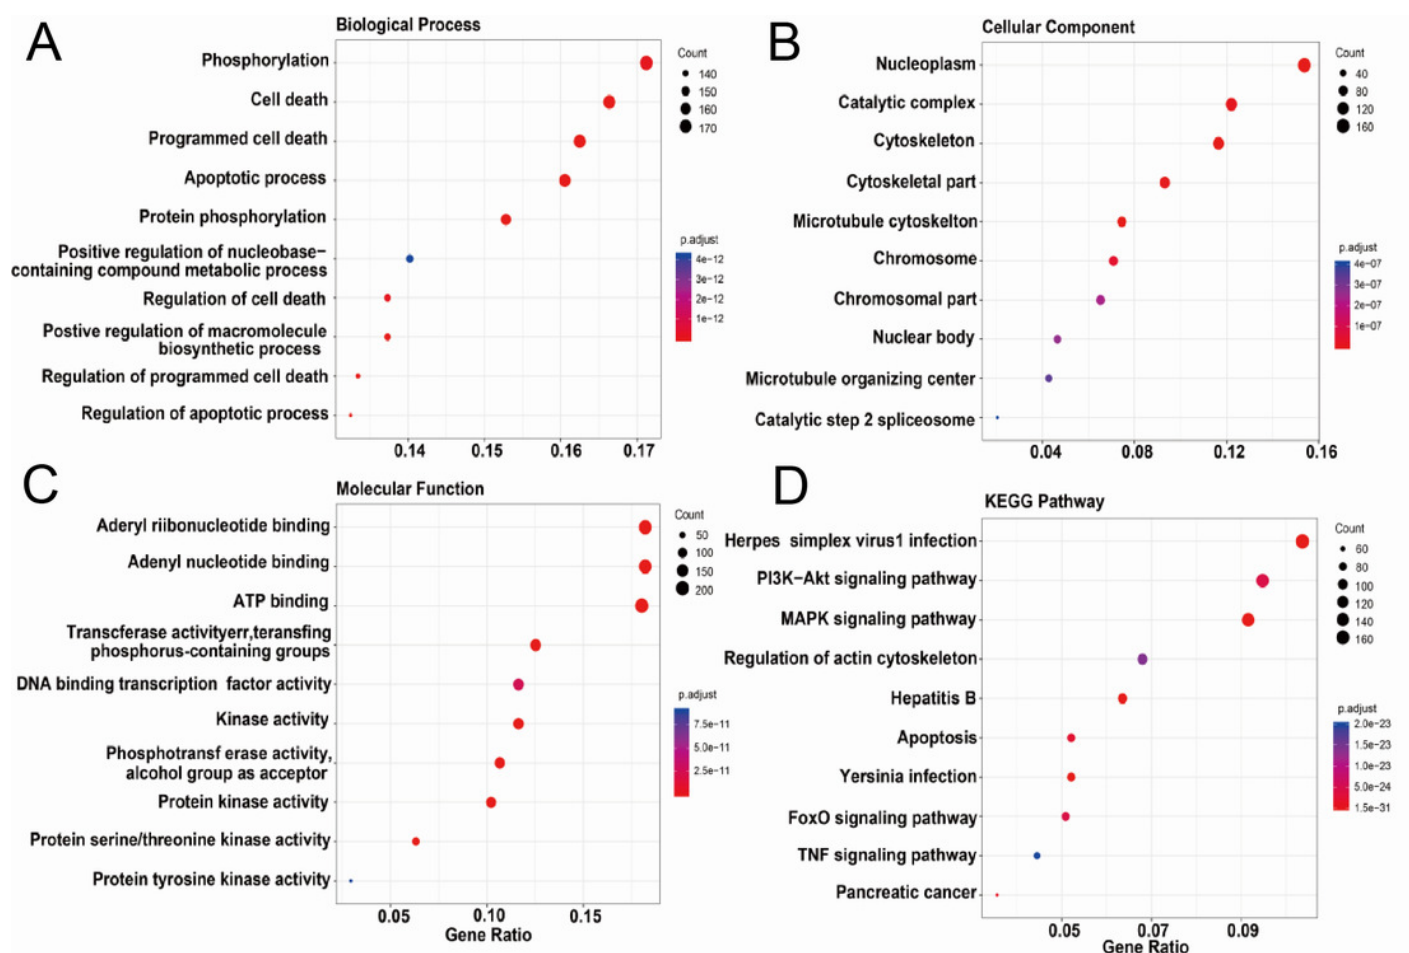 A
Biological Process
Phosphorylation
Cell death
Programmed cell death
Apoptotic process
Protein phosphorylation
Positive regulation of nucleobase-
containing compound metabolic process
Regulation of cell death
Postive regulation of macromolecule
biosynthetic process
Regulation of programmed cell death
Regulation of apoptotic process
0.14 0.15 0.16 0.17
Count
140
150
160
170
p.adjust
4e-12
3e-12
2e-12
1e-12
B
Cellular Component
Nucleoplasm
Catalytic complex
Cytoskeleton
Cytoskeletal part
Microtubule cytoskelton
Chromosome
Chromosomal part
Nuclear body
Microtubule organizing center
Catalytic step 2 spliceosome
0.04 0.08 0.12 0.16
Count
40
80
120
160
p.adjust
4e-07
3e-07
2e-07
1e-07
C
Molecular Function
Aderyl riibonucleotide binding
Adenyl nucleotide binding
ATP binding
Transcferase activityerr,teransfing
phosphorus-containing groups
DNA binding transcription factor activity
Kinase activity
Phosphotransf erase activity,
alcohol group as acceptor
Protein kinase activity
Protein serine/threonine kinase activity
Protein tyrosine kinase activity
0.05 0.10 0.15
Gene Ratio
Count
50
100
150
200
p.adjust
7.5e-11
5.0e-11
2.5e-11
D
KEGG Pathway
Herpes simplex virus1 infection
PI3K-Akt signaling pathway
MAPK signaling pathway
Regulation of actin cytoskeleton
Hepatitis B
Apoptosis
Yersinia infection
FoxO signaling pathway
TNF signaling pathway
Pancreatic cancer
0.05 0.07 0.09
Gene Ratio
Count
60
80
100
120
140
160
p.adjust
2.0e-23
1.5e-23
1.0e-23
5.0e-24
1.5e-31